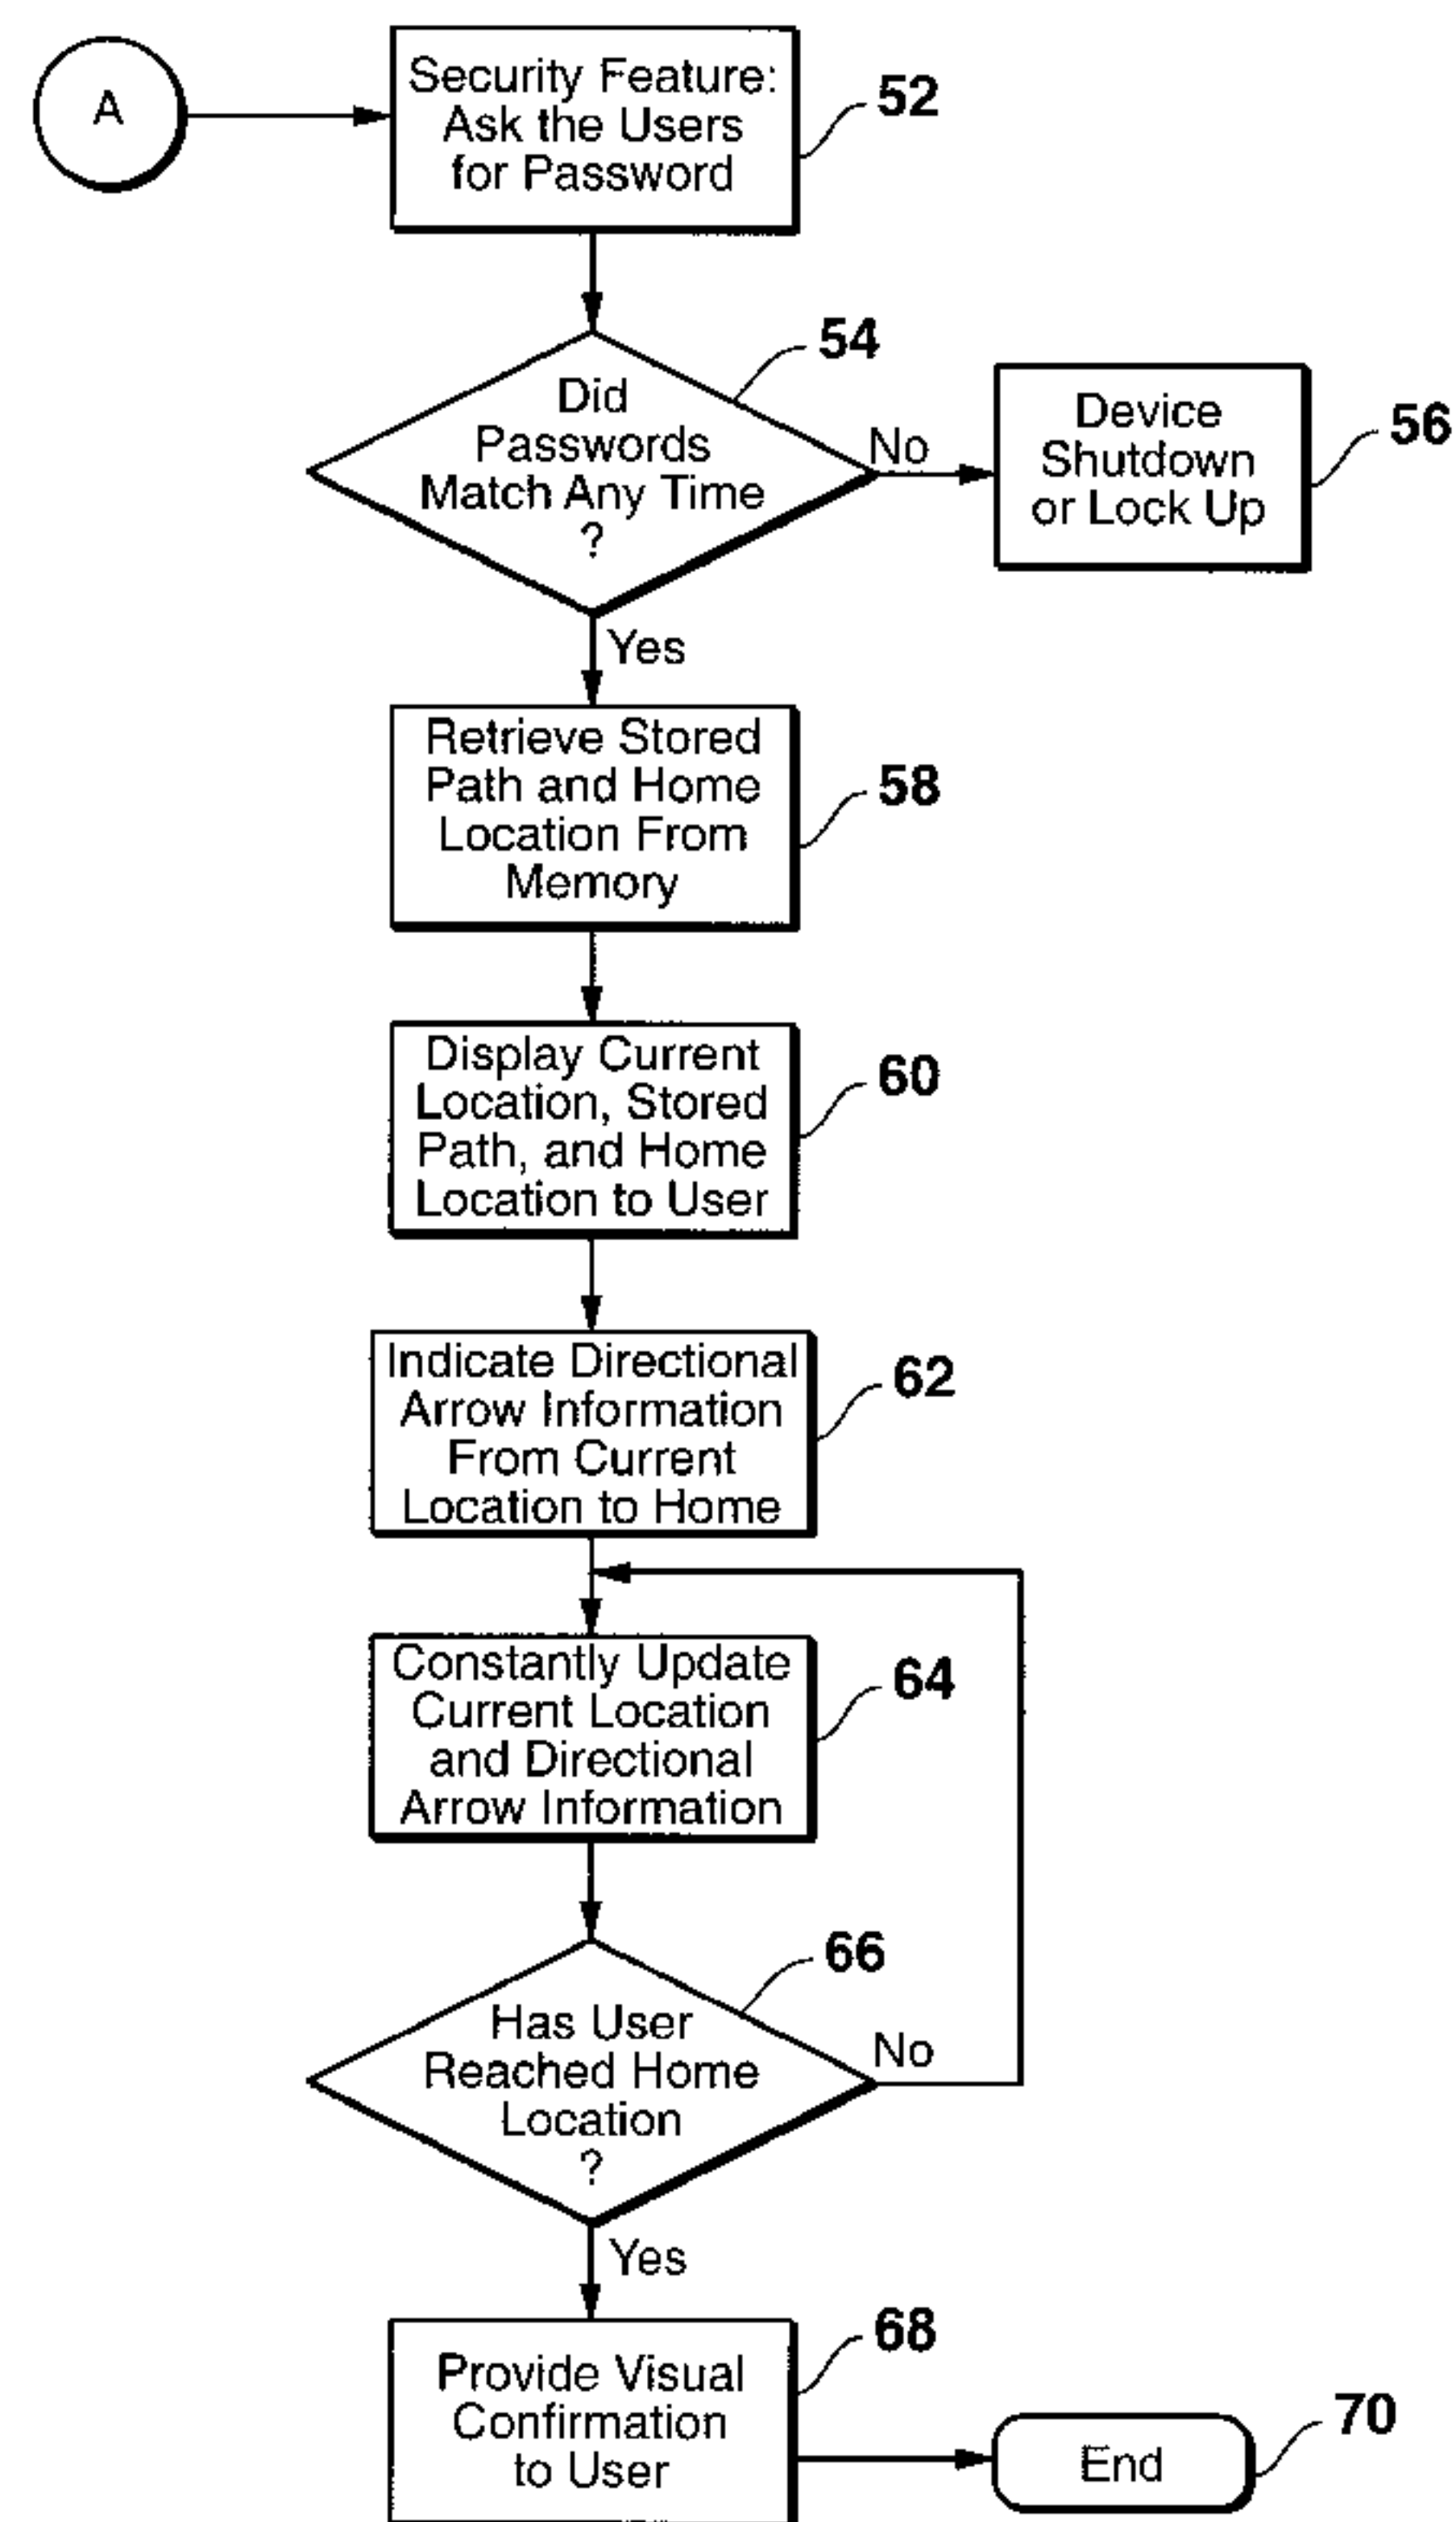 A
Security Feature:
Ask the Users
for Password
52
54
Did
Passwords
Match Any Time
?
No
Device
Shutdown
or Lock Up
56
Yes
Retrieve Stored
Path and Home
Location From
Memory
58
Display Current
Location, Stored
Path, and Home
Location to User
60
Indicate Directional
Arrow Information
From Current
Location to Home
62
Constantly Update
Current Location
and Directional
Arrow Information
64
66
Has User
Reached Home
Location
?
No
Yes
Provide Visual
Confirmation
to User
68
End
70